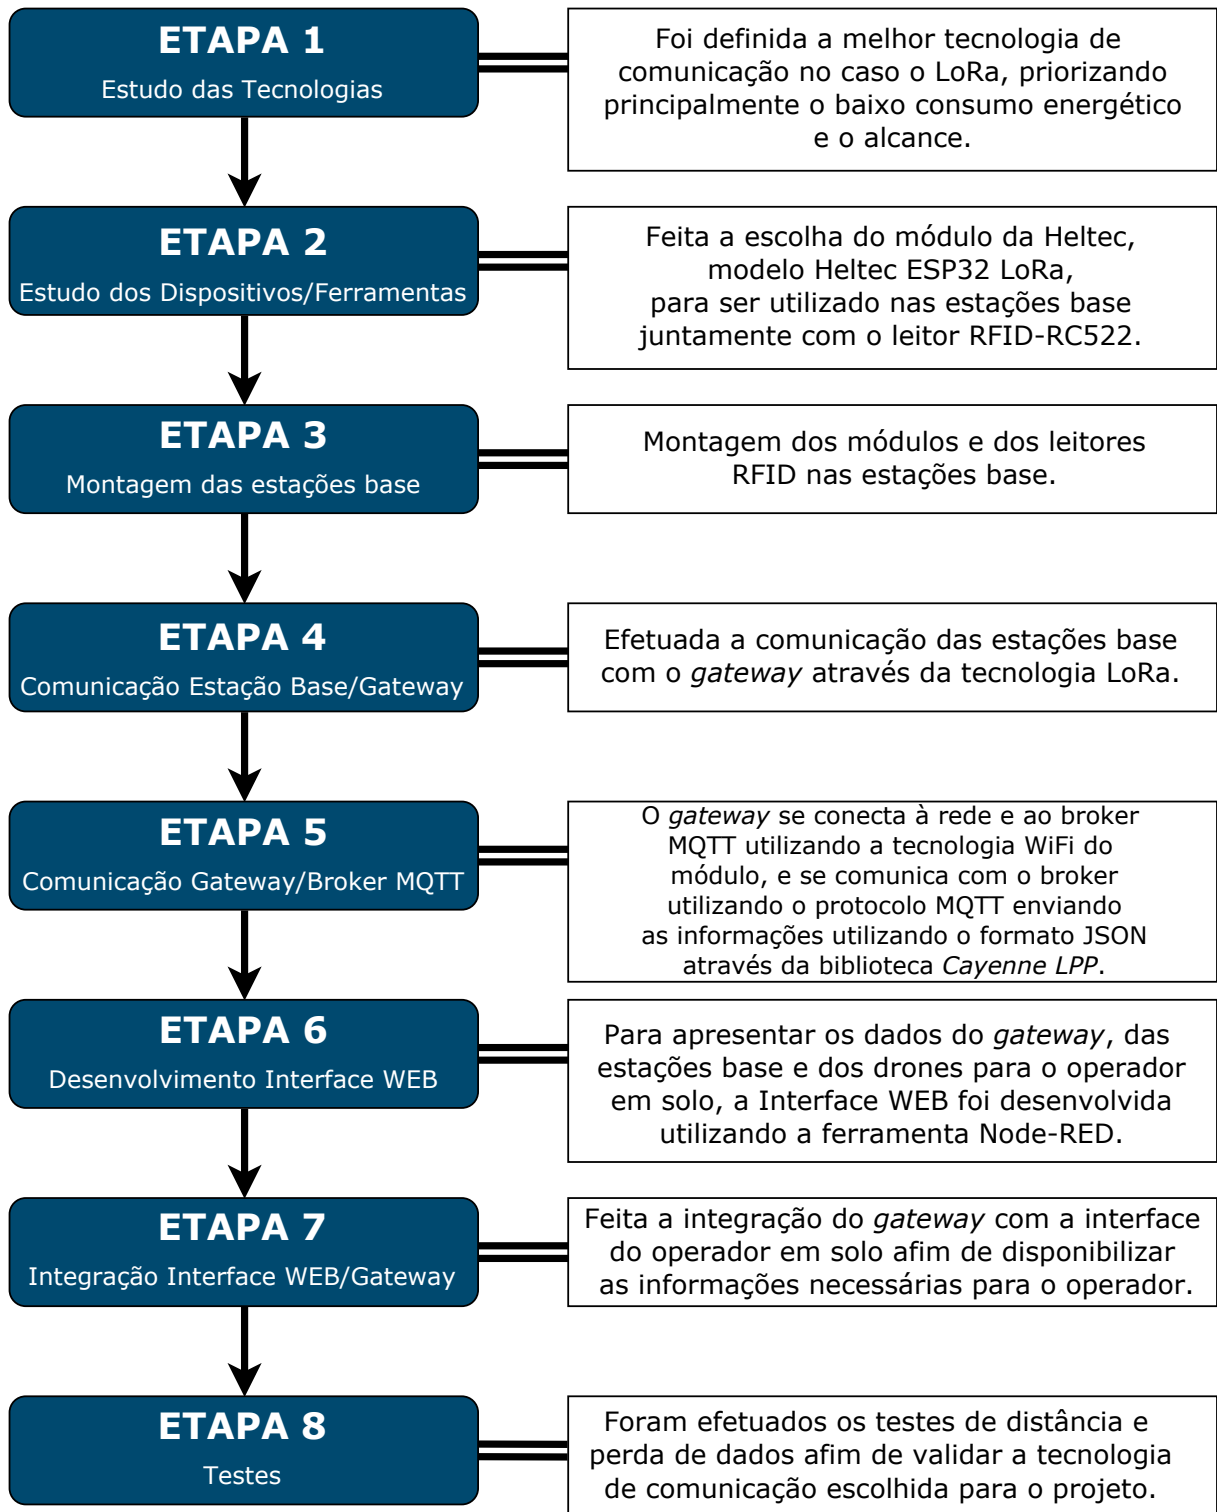 ETAPA 1
Estudo das Tecnologias
Foi definida a melhor tecnologia de
comunicação no caso o LoRa, priorizando
principalmente o baixo consumo energético
e o alcance.
ETAPA 2
Estudo dos Dispositivos/Ferramentas
Feita a escolha do módulo da Heltec,
modelo Heltec ESP32 LoRa,
para ser utilizado nas estações base
juntamente com o leitor RFID-RC522.
ETAPA 3
Montagem das estações base
Montagem dos módulos e dos leitores
RFID nas estações base.
ETAPA 4
Comunicação Estação Base/Gateway
Efetuada a comunicação das estações base
com o gateway através da tecnologia LoRa.
ETAPA 5
Comunicação Gateway/Broker MQTT
O gateway se conecta à rede e ao broker
MQTT utilizando a tecnologia WiFi do
módulo, e se comunica com o broker
utilizando o protocolo MQTT enviando
as informações utilizando o formato JSON
através da biblioteca Cayenne LPP.
ETAPA 6
Desenvolvimento Interface WEB
Para apresentar os dados do gateway, das
estações base e dos drones para o operador
em solo, a Interface WEB foi desenvolvida
utilizando a ferramenta Node-RED.
ETAPA 7
Integração Interface WEB/Gateway
Feita a integração do gateway com a interface
do operador em solo afim de disponibilizar
as informações necessárias para o operador.
ETAPA 8
Testes
Foram efetuados os testes de distância e
perda de dados afim de validar a tecnologia
de comunicação escolhida para o projeto.